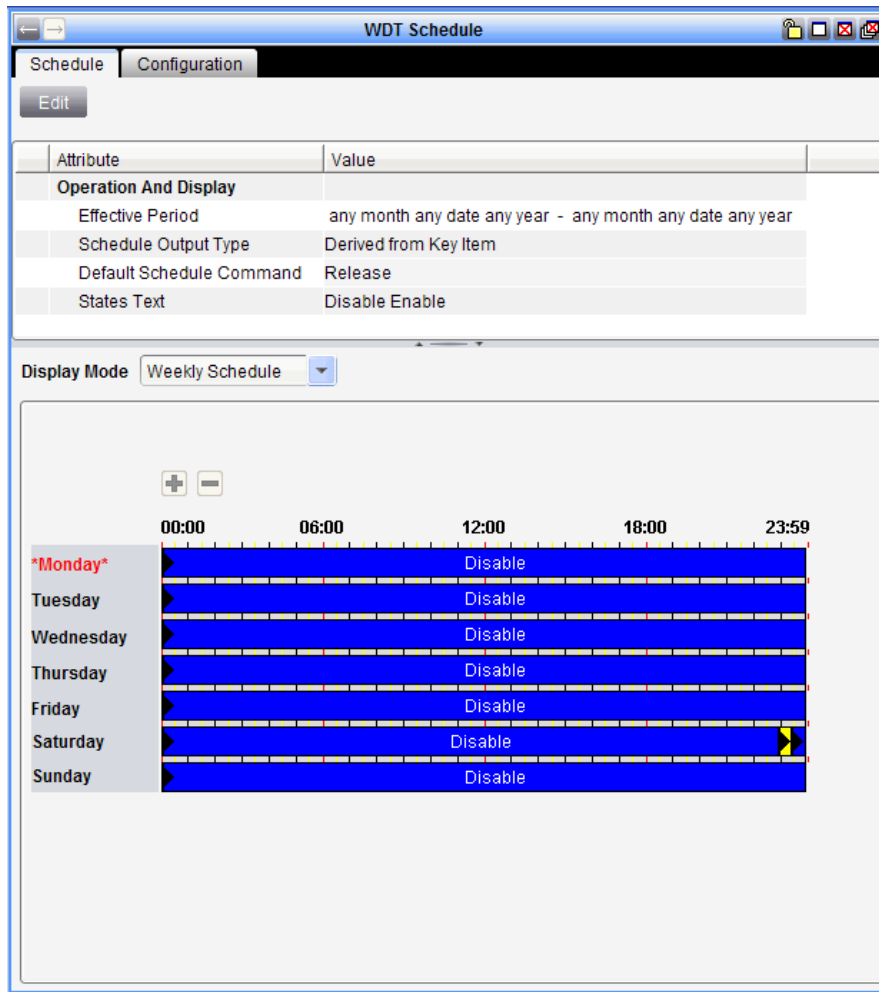 WDT Schedule
Schedule Configuration
Edit
Attribute Value
Operation And Display
Effective Period any month any date any year - any month any date any year
Schedule Output Type Derived from Key Item
Default Schedule Command Release
States Text Disable Enable
Display Mode Weekly Schedule
00:00 06:00 12:00 18:00 23:59
*Monday* Disable
Tuesday Disable
Wednesday Disable
Thursday Disable
Friday Disable
Saturday Disable
Sunday Disable